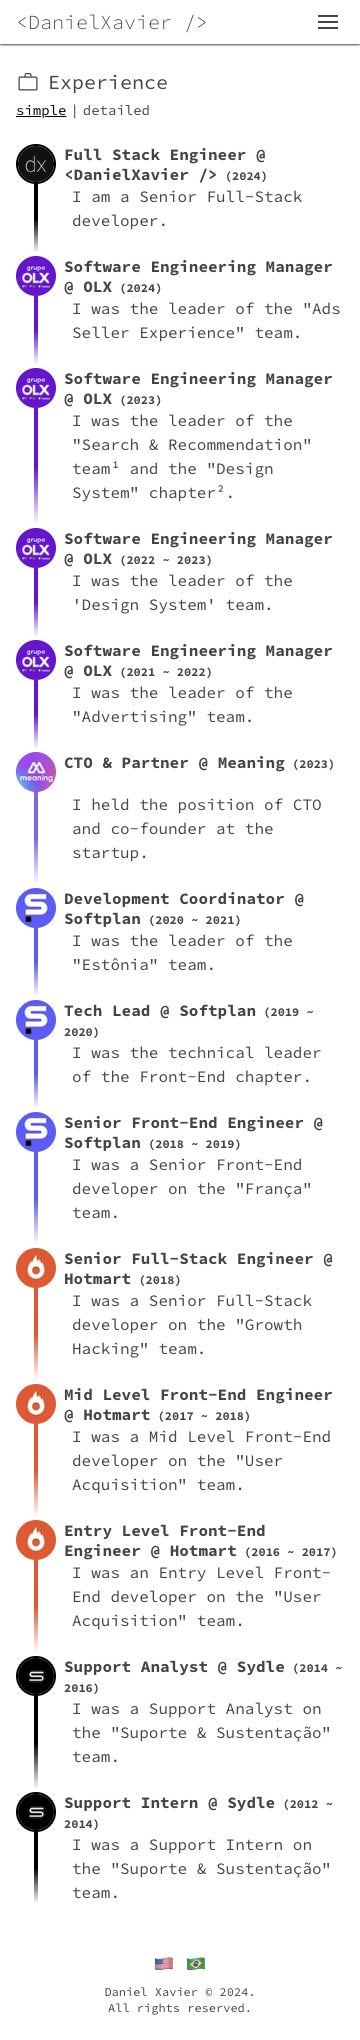 <DanielXavier />
Experience
simple | detailed
dx
Full Stack Engineer @
<DanielXavier /> (2024)
I am a Senior Full-Stack
developer.
grupo
OLX
Software Engineering Manager
@ OLX (2024)
I was the leader of the "Ads
Seller Experience" team.
grupo
OLX
Software Engineering Manager
@ OLX (2023)
I was the leader of the
"Search & Recommendation"
team¹ and the "Design
System" chapter².
grupo
OLX
Software Engineering Manager
@ OLX (2022 ~ 2023)
I was the leader of the
'Design System' team.
grupo
OLX
Software Engineering Manager
@ OLX (2021 ~ 2022)
I was the leader of the
"Advertising" team.
meaning
CTO & Partner @ Meaning (2023)
I held the position of CTO
and co-founder at the
startup.
Development Coordinator @
Softplan (2020 ~ 2021)
I was the leader of the
"Estônia" team.
Tech Lead @ Softplan (2019 ~
2020)
I was the technical leader
of the Front-End chapter.
Senior Front-End Engineer @
Softplan (2018 ~ 2019)
I was a Senior Front-End
developer on the "França"
team.
Senior Full-Stack Engineer @
Hotmart (2018)
I was a Senior Full-Stack
developer on the "Growth
Hacking" team.
Mid Level Front-End Engineer
@ Hotmart (2017 ~ 2018)
I was a Mid Level Front-End
developer on the "User
Acquisition" team.
Entry Level Front-End
Engineer @ Hotmart (2016 ~ 2017)
I was an Entry Level Front-
End developer on the "User
Acquisition" team.
Support Analyst @ Sydle (2014 ~
2016)
I was a Support Analyst on
the "Suporte & Sustentação"
team.
Support Intern @ Sydle (2012 ~
2014)
I was a Support Intern on
the "Suporte & Sustentação"
team.
Daniel Xavier © 2024.
All rights reserved.